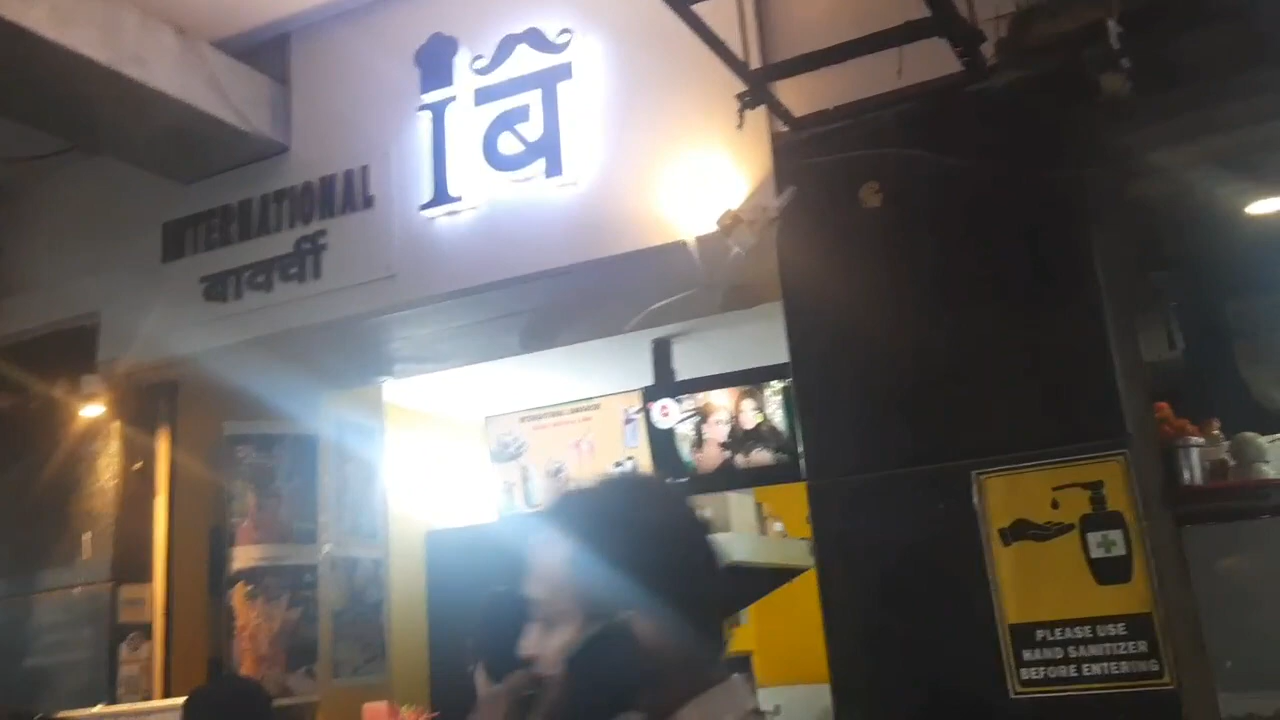 I ब
INTERNATIONAL
बावर्ची
PLEASE USE
HAND SANITIZER
BEFORE ENTERING